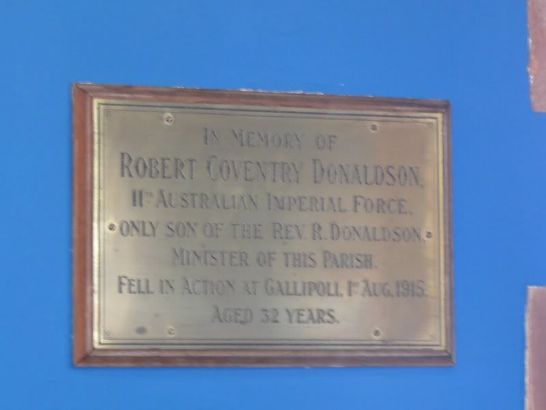 IN MEMORY OF
ROBERT COVENTRY DONALDSON,
11TH AUSTRALIAN IMPERIAL FORCE,
ONLY SON OF THE REV. R. DONALDSON,
MINISTER OF THIS PARISH.
FELL IN ACTION AT GALLIPOLI, 1ST AUG. 1915.
AGED 32 YEARS.